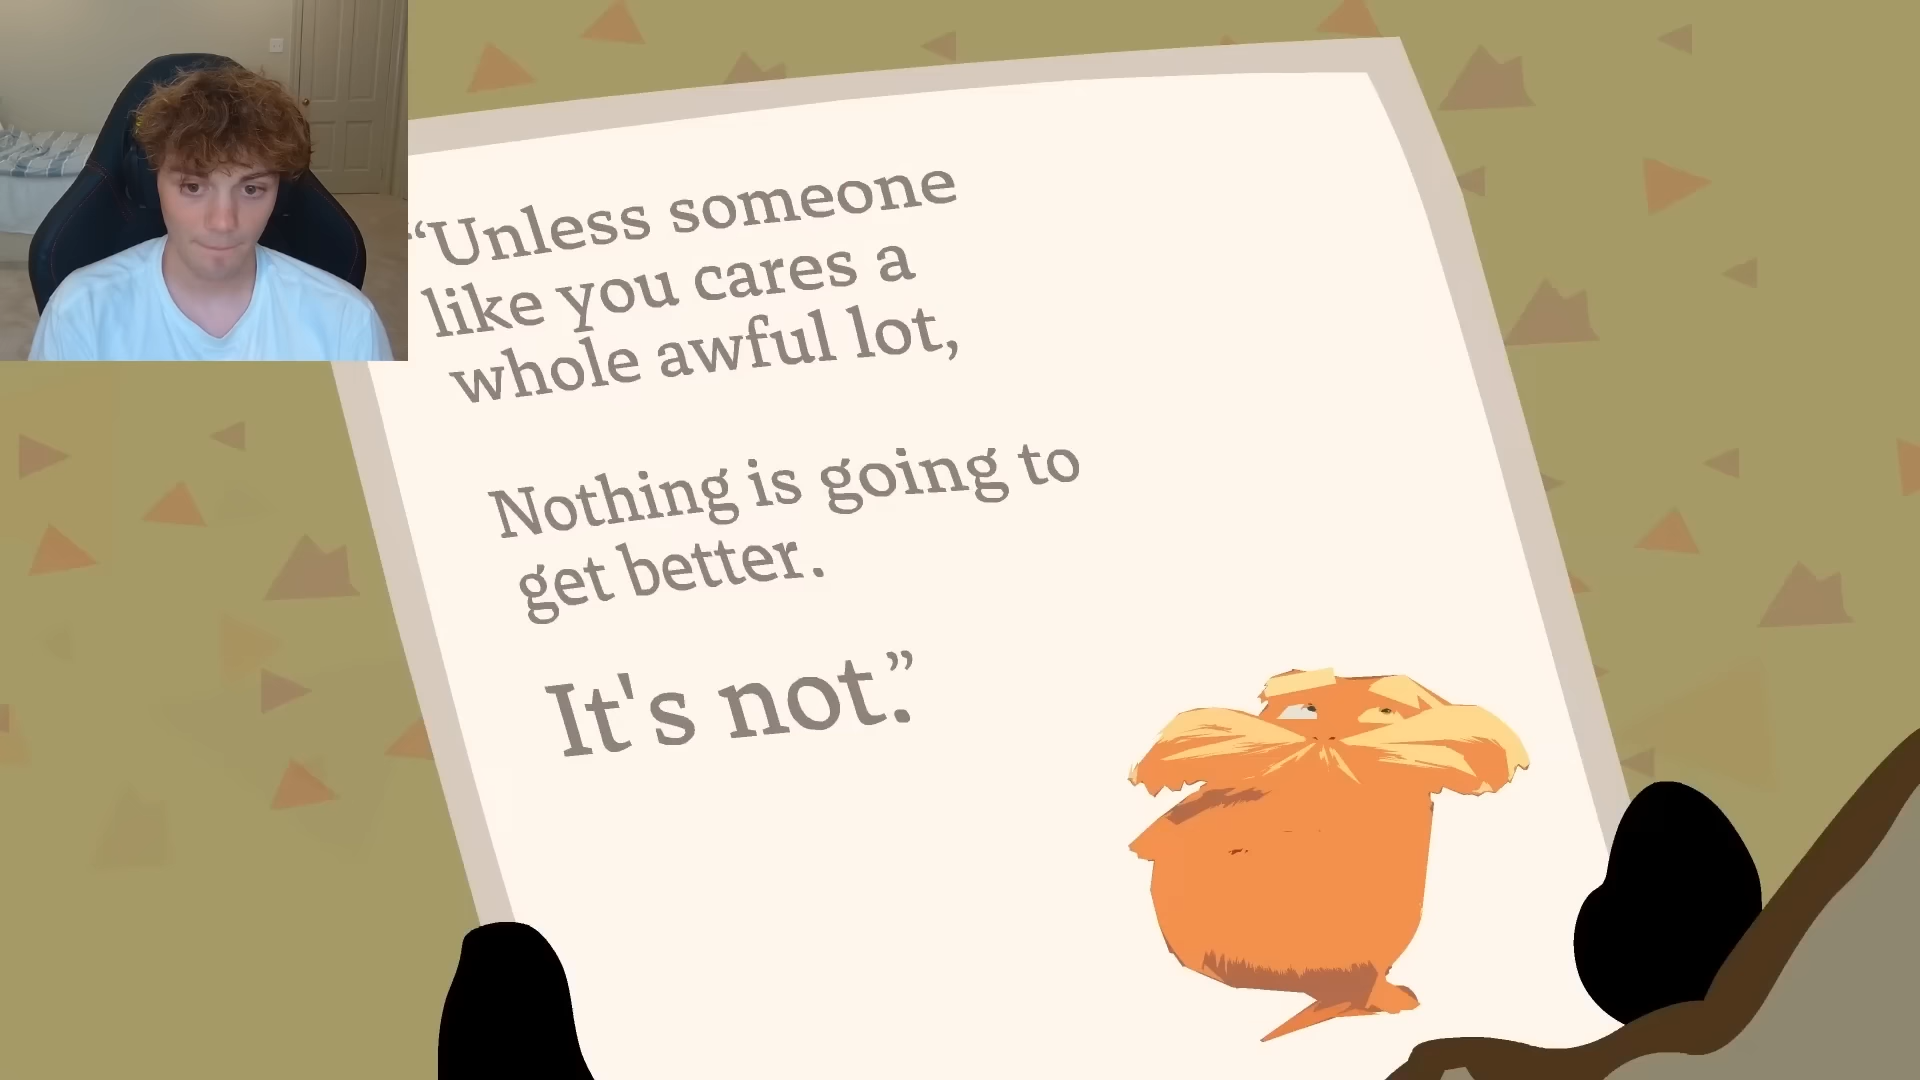 “Unless someone
like you cares a
whole awful lot,
Nothing is going to
get better.
It's not.”